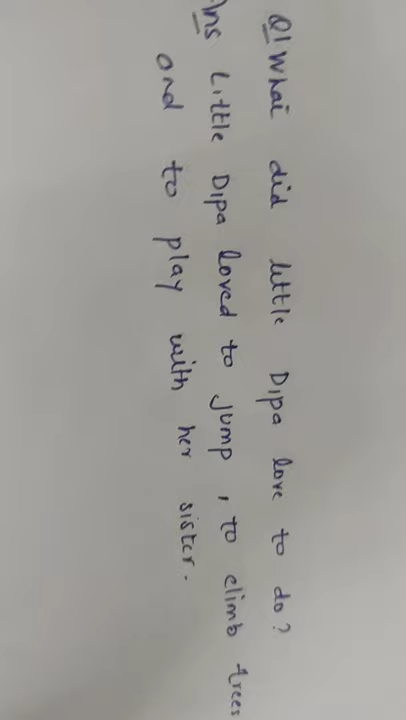 Q1 What did little Dipa love to do?
Ans Little Dipa loved to jump, to climb trees
and to play with her sister.